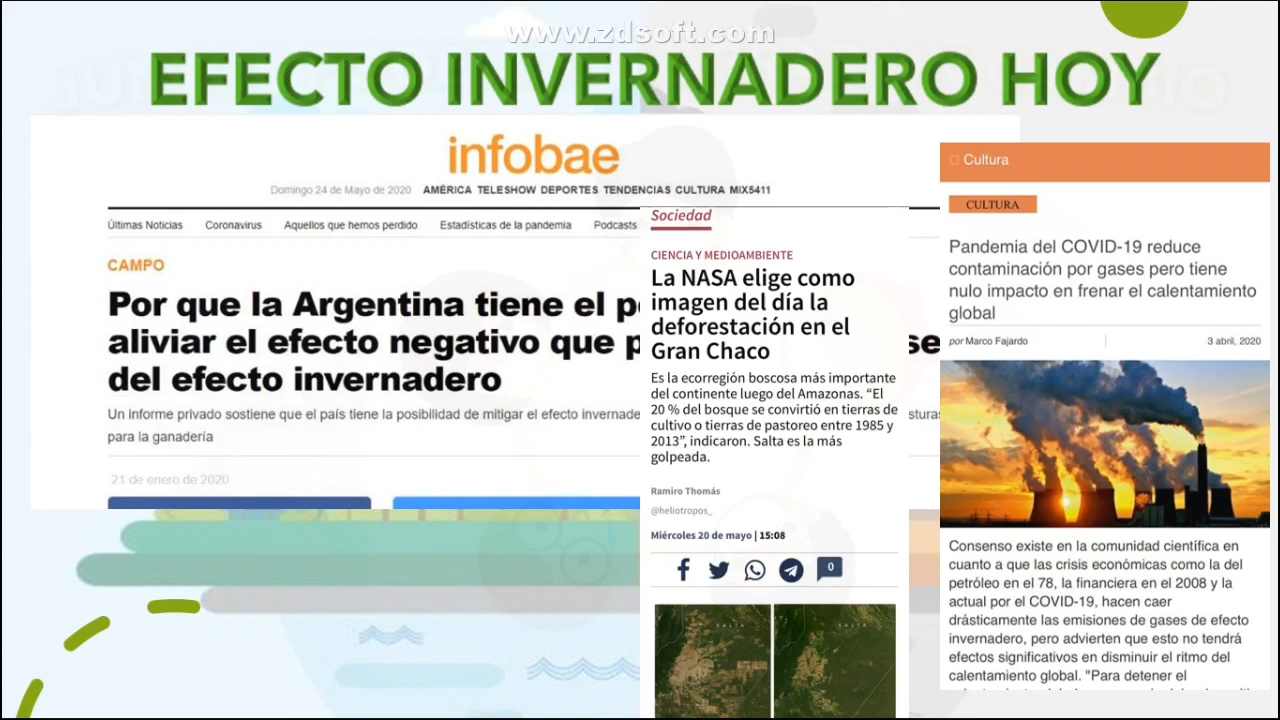 www.zdsoft.com
EFECTO INVERNADERO HOY
infobae
Domingo 24 de Mayo de 2020 AMÉRICA TELESHOW DEPORTES TENDENCIAS CULTURA MIX5411
Últimas Noticias Coronavirus Aquellos que hemos perdido Estadísticas de la pandemia Podcasts
CAMPO
Por que la Argentina tiene el p
aliviar el efecto negativo que p se
del efecto invernadero
Un informe privado sostiene que el país tiene la posibilidad de mitigar el efecto invernade sturas
para la ganadería
21 de enero de 2020
Sociedad
CIENCIA Y MEDIOAMBIENTE
La NASA elige como
imagen del día la
deforestación en el
Gran Chaco
Es la ecorregión boscosa más importante
del continente luego del Amazonas. “El
20 % del bosque se convirtió en tierras de
cultivo o tierras de pastoreo entre 1985 y
2013”, indicaron. Salta es la más
golpeada.
Ramiro Thomás
@heliotropos_
Miércoles 20 de mayo | 15:08
0
SALTA SALTA
Cultura
CULTURA
Pandemia del COVID-19 reduce
contaminación por gases pero tiene
nulo impacto en frenar el calentamiento
global
por Marco Fajardo 3 abril, 2020
Consenso existe en la comunidad científica en
cuanto a que las crisis económicas como la del
petróleo en el 78, la financiera en el 2008 y la
actual por el COVID-19, hacen caer
drásticamente las emisiones de gases de efecto
invernadero, pero advierten que esto no tendrá
efectos significativos en disminuir el ritmo del
calentamiento global. "Para detener el